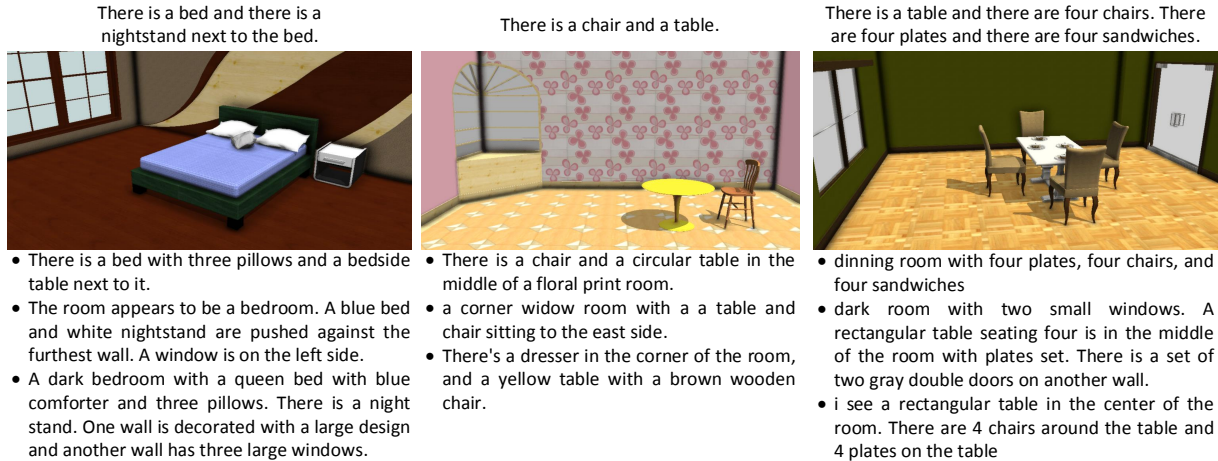 There is a bed and there is a
nightstand next to the bed.
• There is a bed with three pillows and a bedside
table next to it.
• The room appears to be a bedroom. A blue bed
and white nightstand are pushed against the
furthest wall. A window is on the left side.
• A dark bedroom with a queen bed with blue
comforter and three pillows. There is a night
stand. One wall is decorated with a large design
and another wall has three large windows.
There is a chair and a table.
• There is a chair and a circular table in the
middle of a floral print room.
• a corner widow room with a a table and
chair sitting to the east side.
• There's a dresser in the corner of the room,
and a yellow table with a brown wooden
chair.
There is a table and there are four chairs. There
are four plates and there are four sandwiches.
• dinning room with four plates, four chairs, and
four sandwiches
• dark room with two small windows. A
rectangular table seating four is in the middle
of the room with plates set. There is a set of
two gray double doors on another wall.
• i see a rectangular table in the center of the
room. There are 4 chairs around the table and
4 plates on the table